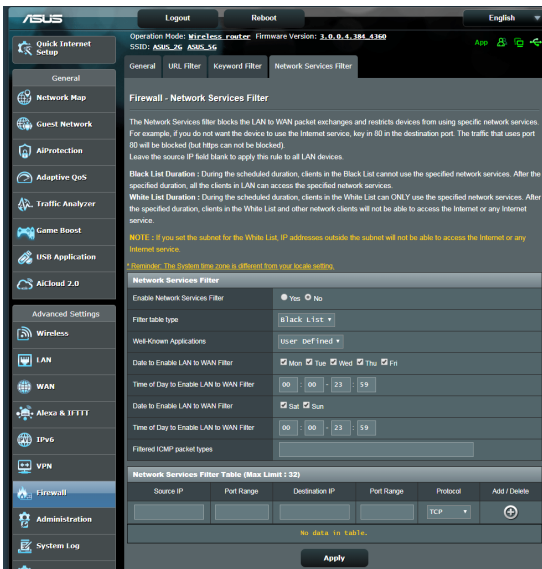 ASUS
Logout
Reboot
English
Operation Mode: Wireless router Firmware Version: 3.0.0.4.384_4360
SSID: ASUS_2G ASUS_5G
App
Quick Internet
Setup
General
Network Map
Guest Network
AiProtection
Adaptive QoS
Traffic Analyzer
Game Boost
USB Application
AiCloud 2.0
Advanced Settings
Wireless
LAN
WAN
Alexa & IFTTT
IPv6
VPN
Firewall
Administration
System Log
General
URL Filter
Keyword Filter
Network Services Filter
Firewall - Network Services Filter
The Network Services filter blocks the LAN to WAN packet exchanges and restricts devices from using specific network services.
For example, if you do not want the device to use the Internet service, key in 80 in the destination port. The traffic that uses port
80 will be blocked (but https can not be blocked).
Leave the source IP field blank to apply this rule to all LAN devices.
Black List Duration : During the scheduled duration, clients in the Black List cannot use the specified network services. After the
specified duration, all the clients in LAN can access the specified network services.
White List Duration : During the scheduled duration, clients in the White List can ONLY use the specified network services. After
the specified duration, clients in the White List and other network clients will not be able to access the Internet or any Internet
service.
NOTE : If you set the subnet for the White List, IP addresses outside the subnet will not be able to access the Internet or any
Internet service.
* Reminder: The System time zone is different from your locale setting.
Network Services Filter
Enable Network Services Filter Yes No
Filter table type Black List
Well-Known Applications User Defined
Date to Enable LAN to WAN Filter Mon Tue Wed Thu Fri
Time of Day to Enable LAN to WAN Filter 00 : 00 - 23 : 59
Date to Enable LAN to WAN Filter Sat Sun
Time of Day to Enable LAN to WAN Filter 00 : 00 - 23 : 59
Filtered ICMP packet types
Network Services Filter Table (Max Limit : 32)
Source IP Port Range Destination IP Port Range Protocol Add / Delete
TCP
No data in table.
Apply